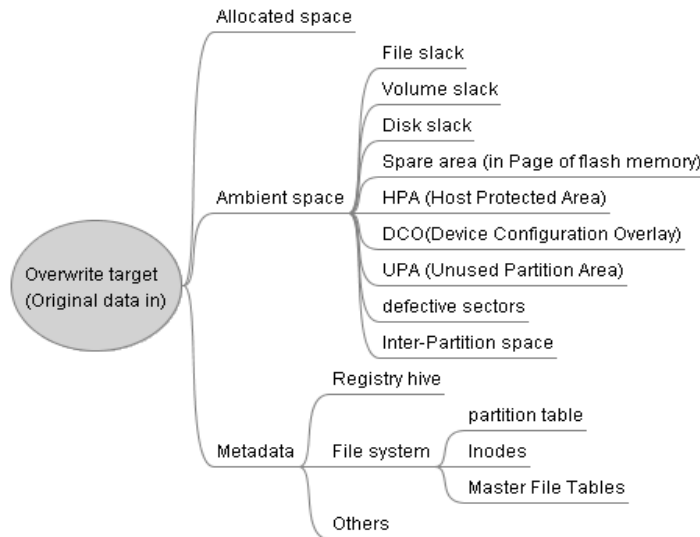 Allocated space
File slack
Volume slack
Disk slack
Spare area (in Page of flash memory)
Ambient space
HPA (Host Protected Area)
DCO(Device Configuration Overlay)
UPA (Unused Partition Area)
defective sectors
Inter-Partition space
Overwrite target
(Original data in)
Registry hive
Metadata
File system
partition table
Inodes
Master File Tables
Others